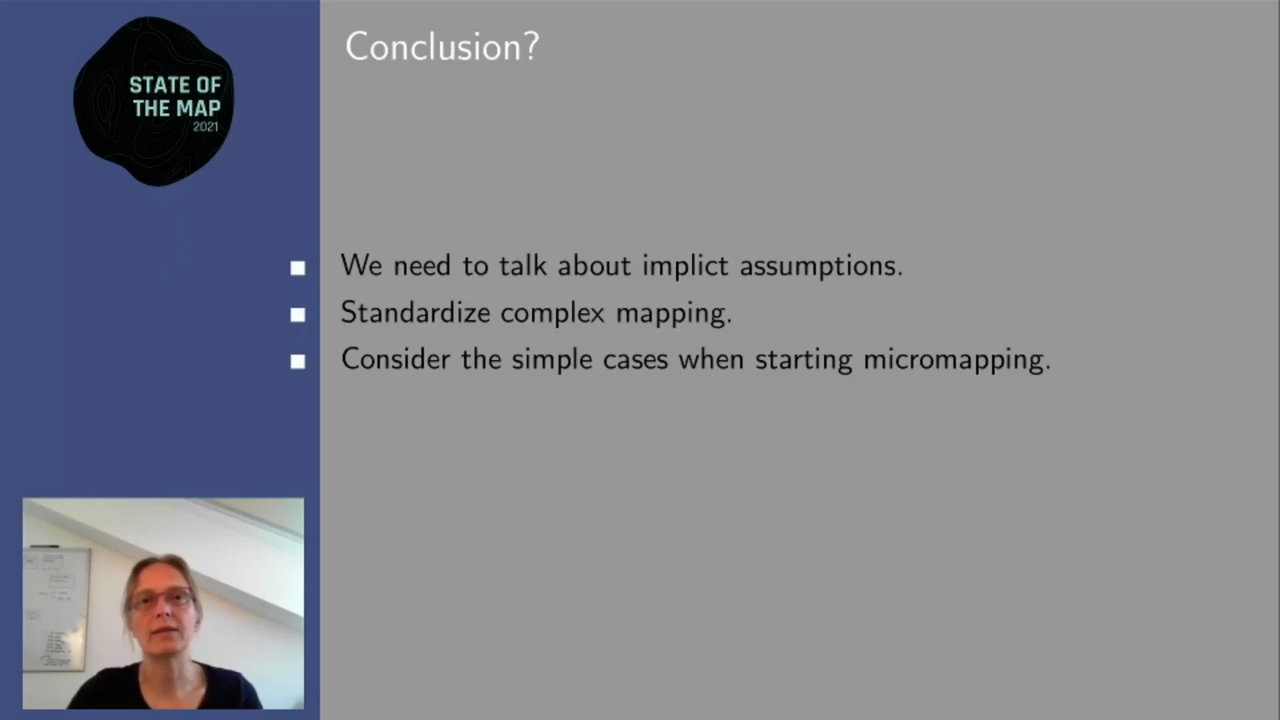 STATE OF
THE MAP
2021
Conclusion?
We need to talk about implict assumptions.
Standardize complex mapping.
Consider the simple cases when starting micromapping.